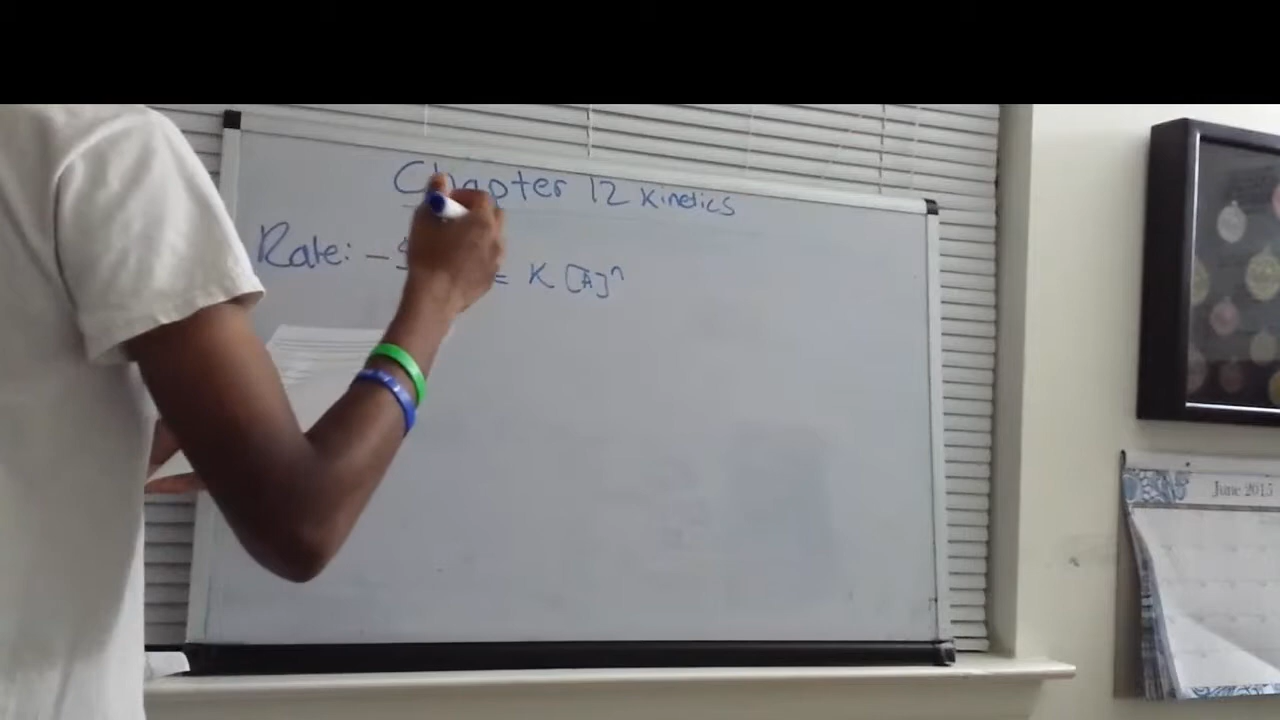 Chapter 12 Kinetics
Rate: - = K [A]ⁿ
June 2015